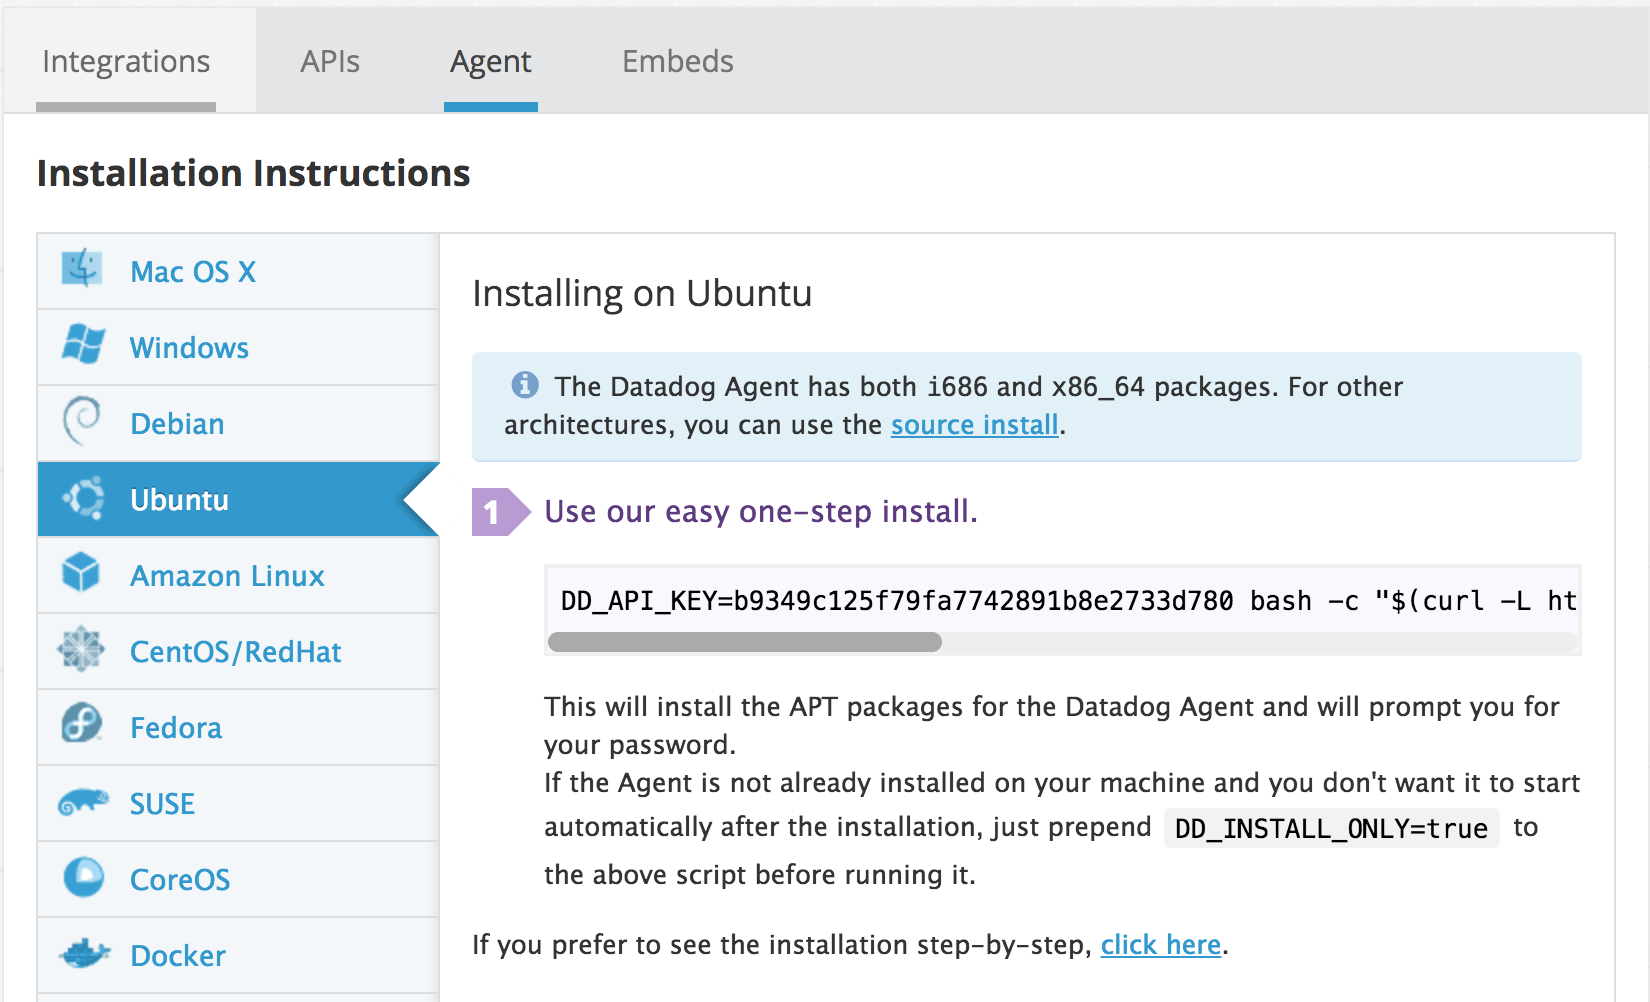 Integrations APIs Agent Embeds
Installation Instructions
Mac OS X
Windows
Debian
Ubuntu
Amazon Linux
CentOS/RedHat
Fedora
SUSE
CoreOS
Docker
Installing on Ubuntu
The Datadog Agent has both i686 and x86_64 packages. For other
architectures, you can use the source install.
1 Use our easy one-step install.
DD_API_KEY=b9349c125f79fa7742891b8e2733d780 bash -c "$(curl -L ht
This will install the APT packages for the Datadog Agent and will prompt you for
your password.
If the Agent is not already installed on your machine and you don't want it to start
automatically after the installation, just prepend DD_INSTALL_ONLY=true to
the above script before running it.
If you prefer to see the installation step-by-step, click here.